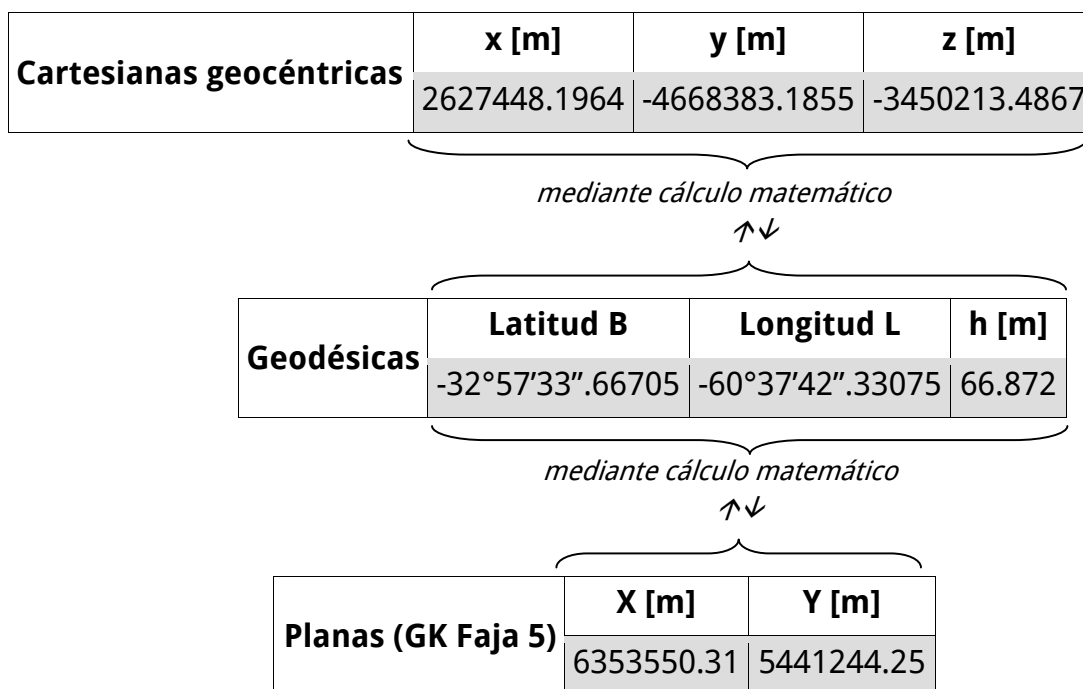 Cartesianas geocéntricas
x [m] y [m] z [m]
2627448.1964 -4668383.1855 -3450213.4867
mediante cálculo matemático
↑↓
Geodésicas
Latitud B Longitud L h [m]
-32°57’33”.66705 -60°37’42”.33075 66.872
mediante cálculo matemático
↑↓
Planas (GK Faja 5)
X [m] Y [m]
6353550.31 5441244.25